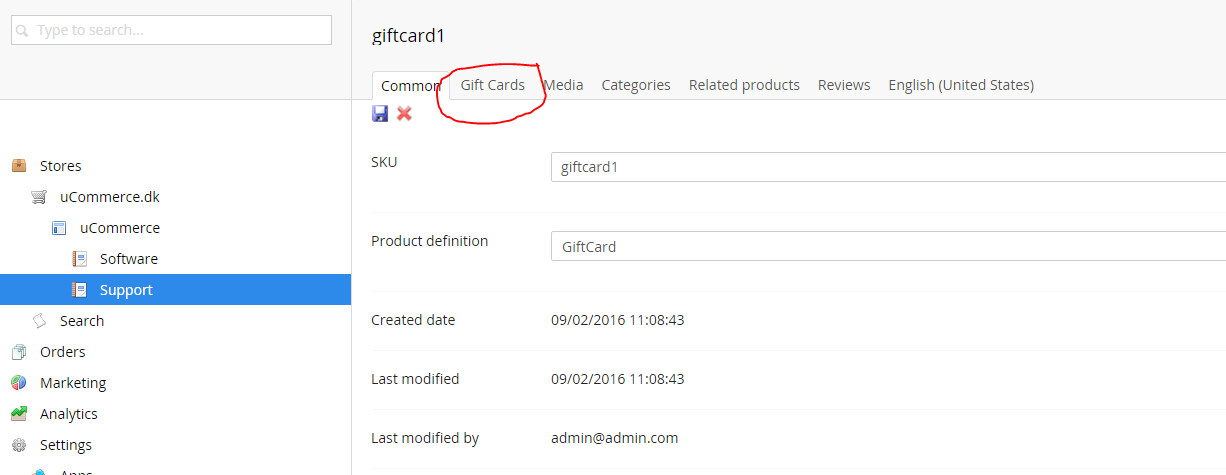 Type to search...
giftcard1
Common Gift Cards Media Categories Related products Reviews English (United States)
Stores
uCommerce.dk
uCommerce
Software
Support
Search
Orders
Marketing
Analytics
Settings
Apps
SKU giftcard1
Product definition GiftCard
Created date 09/02/2016 11:08:43
Last modified 09/02/2016 11:08:43
Last modified by admin@admin.com